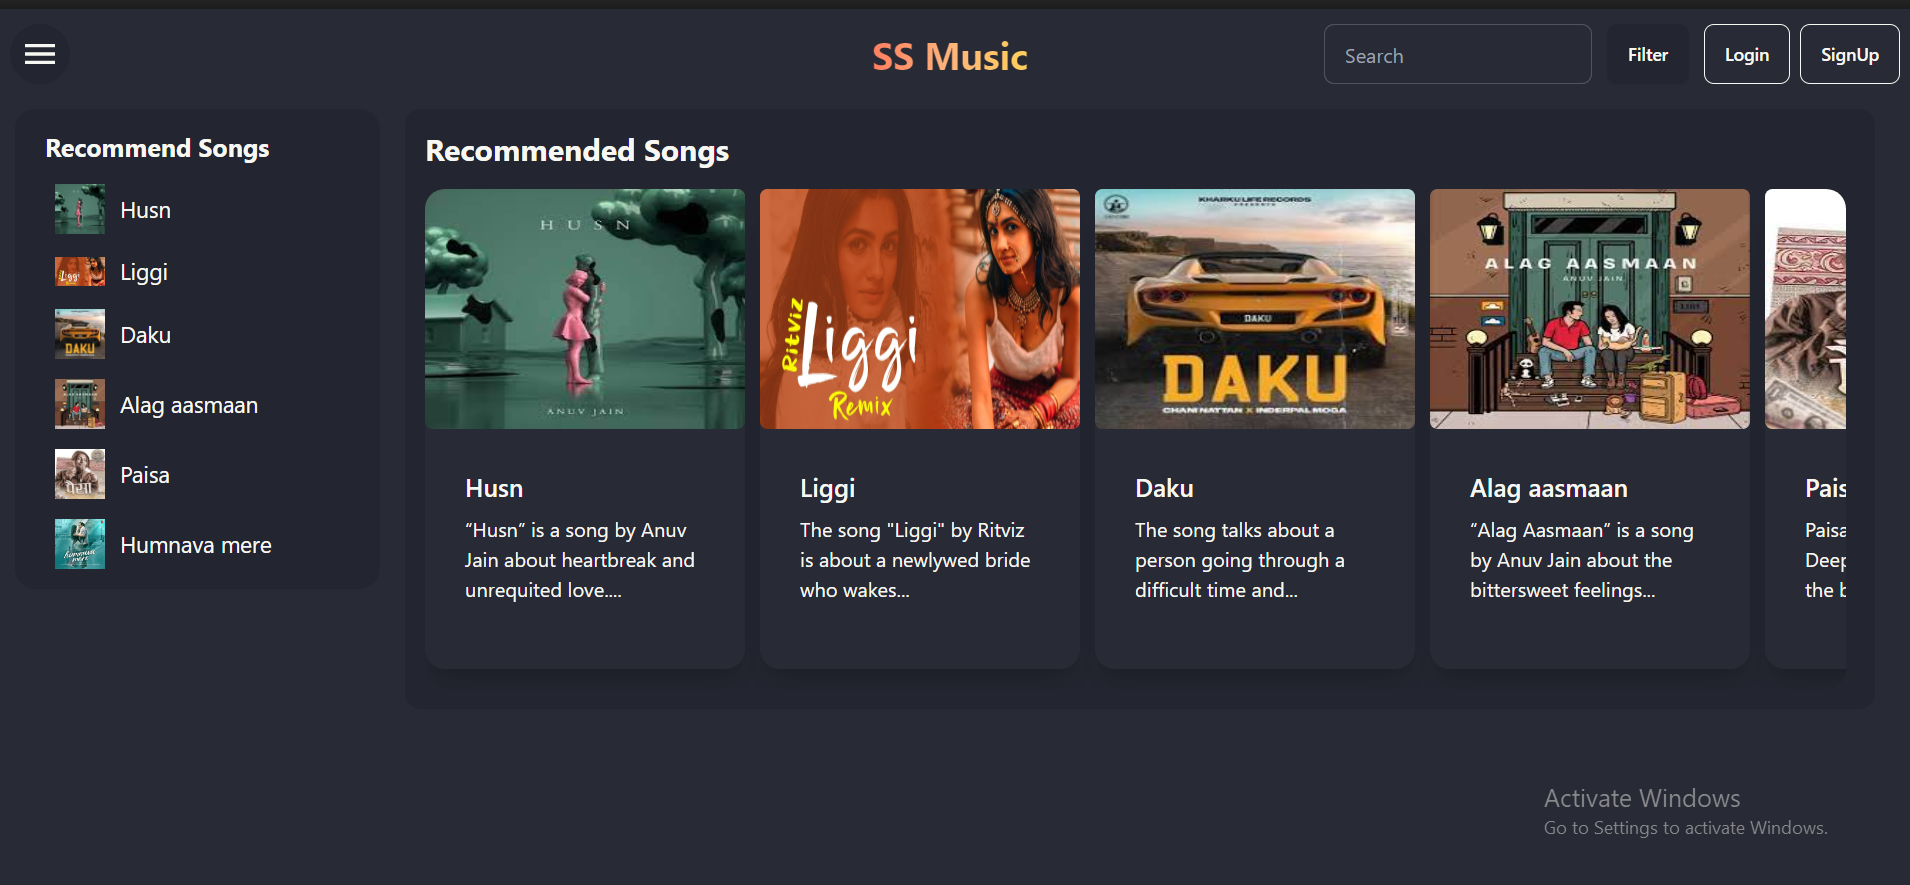 SS Music
Search
Filter
Login
SignUp
Recommend Songs
Husn
Liggi
Daku
Alag aasmaan
Paisa
Humnava mere
Recommended Songs
HUSN
ANUV JAIN
Ritviz
Liggi
Remix
KHARKU LIFE RECORDS
PRESENTS
DAKU
DAKU
CHANI NATTAN X INDERPAL MOGA
ALAG AASMAAN
ANUV JAIN
Husn
“Husn” is a song by Anuv
Jain about heartbreak and
unrequited love....
Liggi
The song "Liggi" by Ritviz
is about a newlywed bride
who wakes...
Daku
The song talks about a
person going through a
difficult time and...
Alag aasmaan
“Alag Aasmaan” is a song
by Anuv Jain about the
bittersweet feelings...
Pais
Paisa
Deep
the b
Activate Windows
Go to Settings to activate Windows.